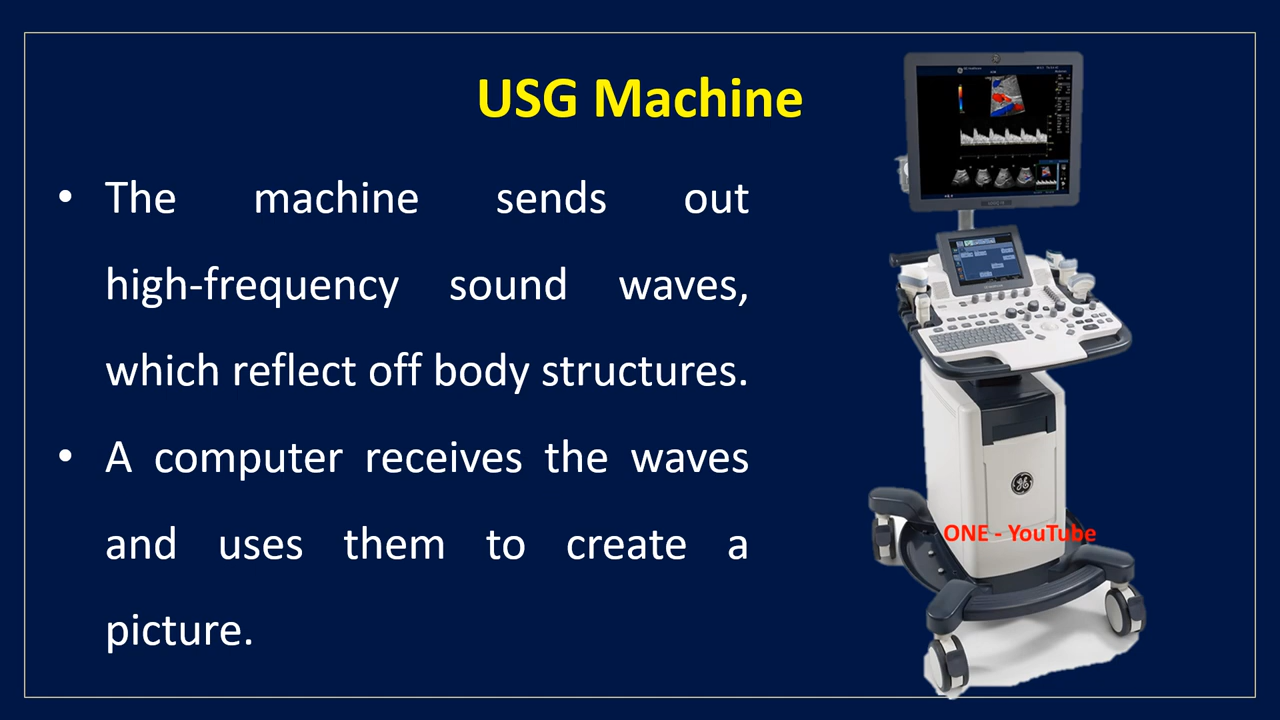 USG Machine
• The machine sends out
high-frequency sound waves,
which reflect off body structures.
• A computer receives the waves
and uses them to create a
picture.
GE
ONE - YouTube